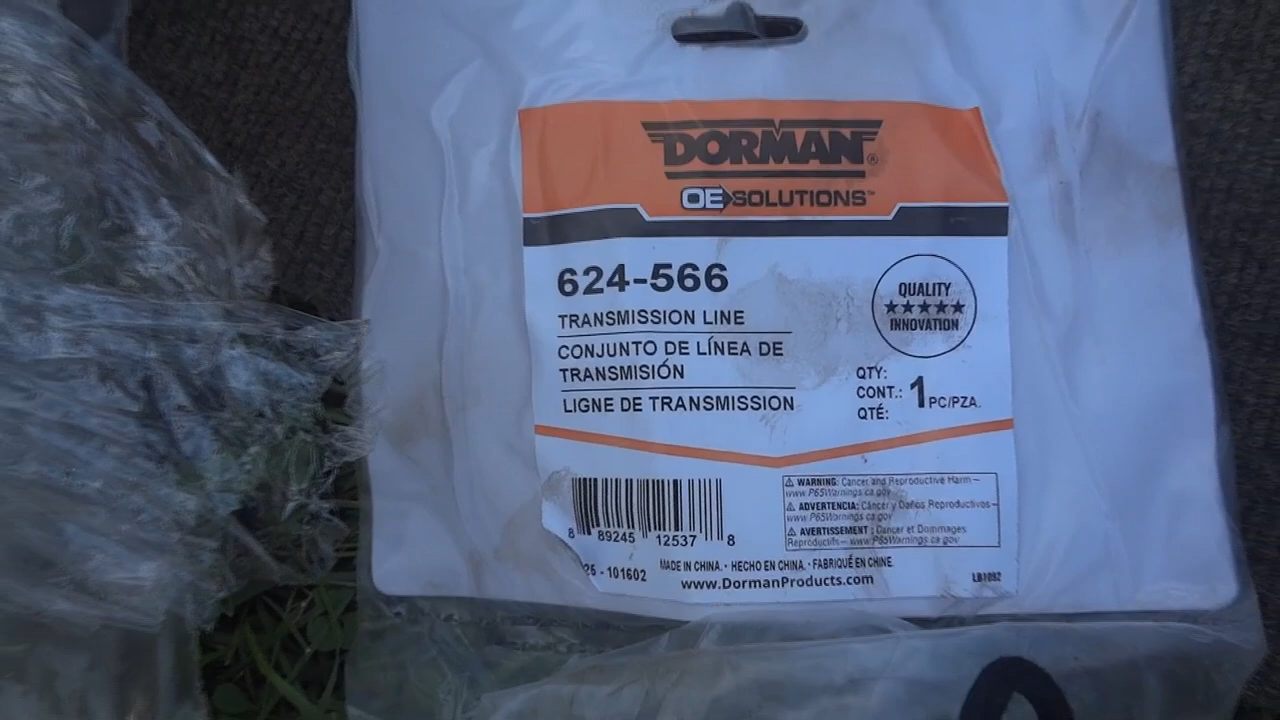 DORMAN®
OE SOLUTIONS™
624-566
TRANSMISSION LINE
CONJUNTO DE LÍNEA DE
TRANSMISIÓN
LIGNE DE TRANSMISSION
QUALITY
★★★★★
INNOVATION
QTY:
CONT.: 1 PC/PZA.
QTÉ:
8 89245 12537 8
25 - 101602
⚠ WARNING: Cancer and Reproductive Harm –
www.P65Warnings.ca.gov
⚠ ADVERTENCIA: Cáncer y Daños Reproductivos –
www.P65Warnings.ca.gov
⚠ AVERTISSEMENT : Cancer et Dommages
Reproductifs – www.P65Warnings.ca.gov
MADE IN CHINA. • HECHO EN CHINA. • FABRIQUÉ EN CHINE.
www.DormanProducts.com
LB1082